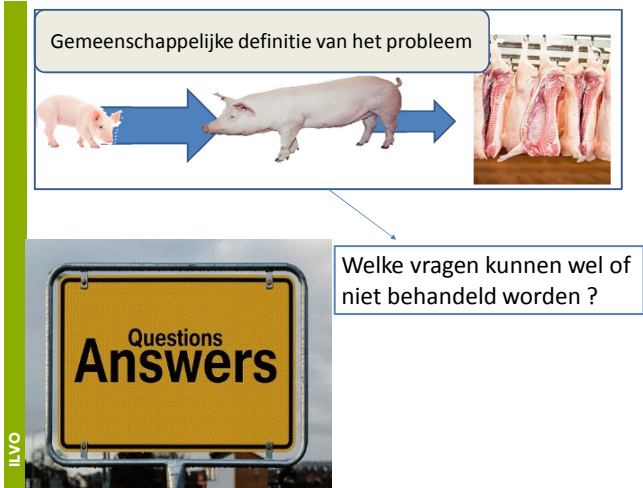 Gemeenschappelijke definitie van het probleem
Welke vragen kunnen wel of
niet behandeld worden ?
Questions
Answers
ILVO